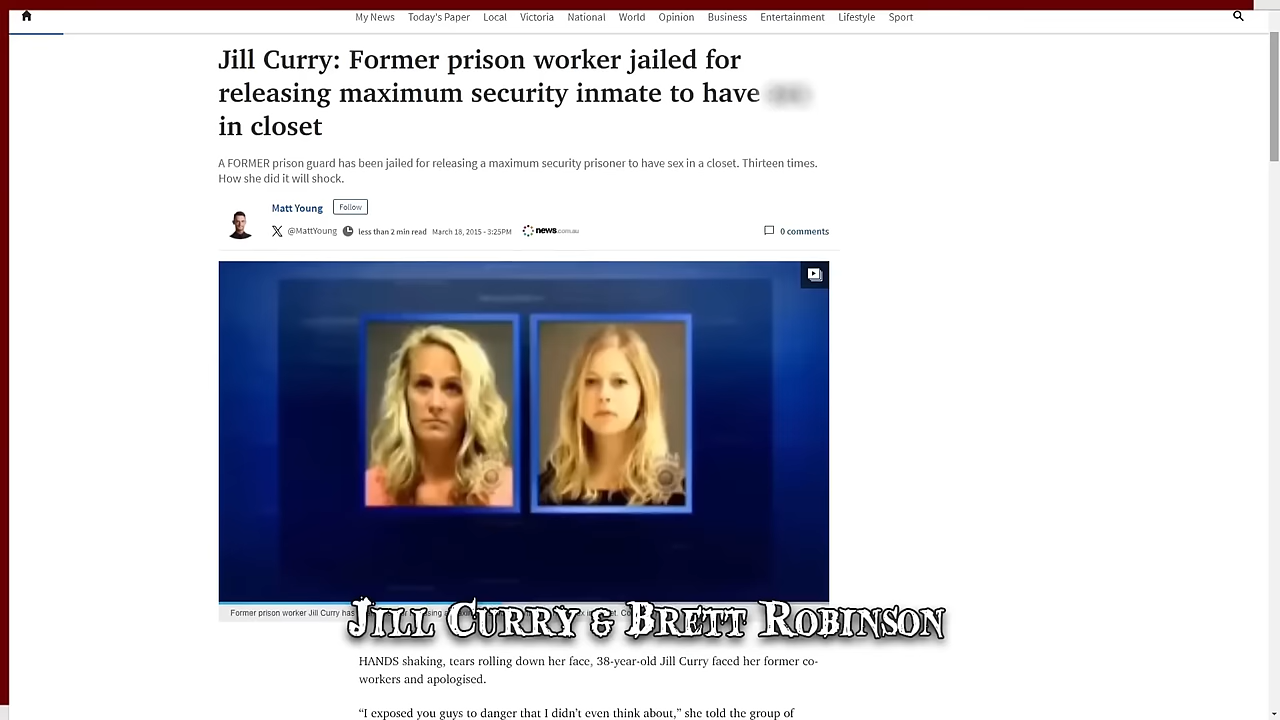 My News Today's Paper Local Victoria National World Opinion Business Entertainment Lifestyle Sport
Jill Curry: Former prison worker jailed for
releasing maximum security inmate to have
in closet
A FORMER prison guard has been jailed for releasing a maximum security prisoner to have sex in a closet. Thirteen times.
How she did it will shock.
Matt Young Follow
@MattYoung less than 2 min read March 18, 2015 - 3:25PM news.com.au
0 comments
Former prison worker Jill Curry has
JILL CURRY & BRETT ROBINSON
HANDS shaking, tears rolling down her face, 38-year-old Jill Curry faced her former co-
workers and apologised.
“I exposed you guys to danger that I didn’t even think about,” she told the group of